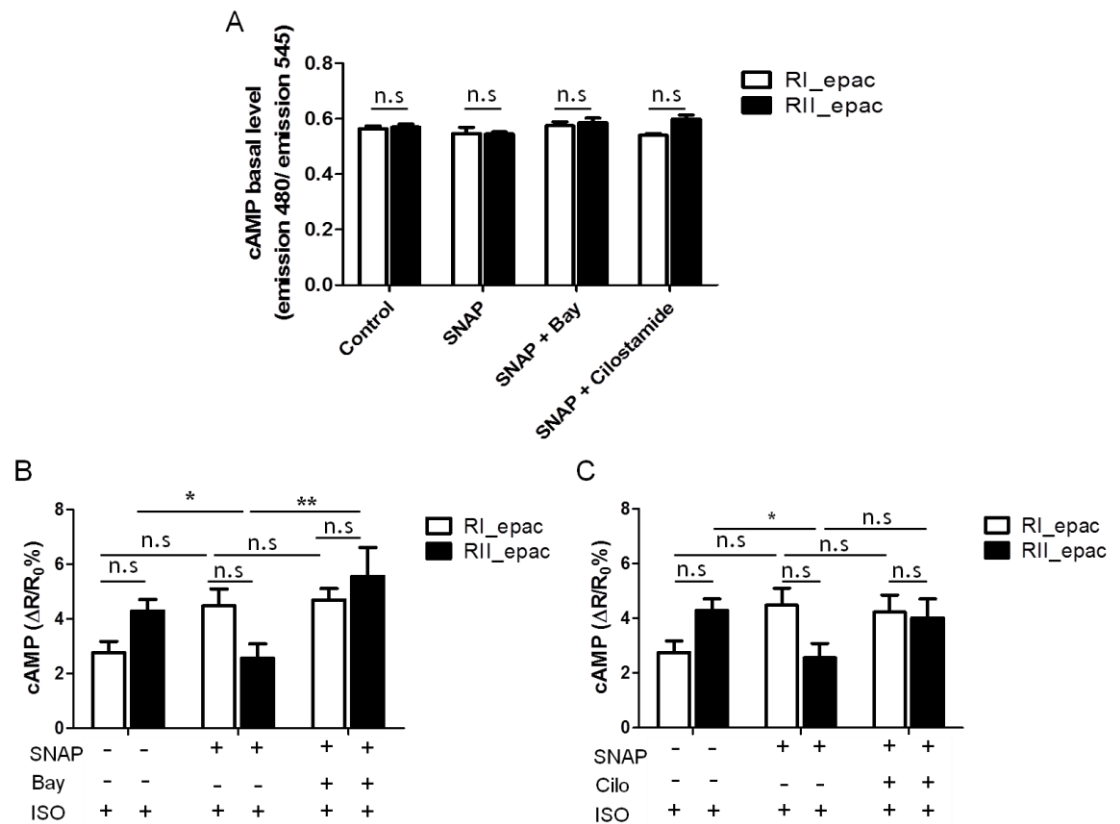 A
cAMP basal level
(emission 480/ emission 545)
0.8
0.6
0.4
0.2
0.0
n.s n.s n.s n.s
RI_epac
RII_epac
Control
SNAP
SNAP + Bay
SNAP + Cilostamide
B
cAMP (ΔR/R₀%)
8
6
4
2
0
* **
n.s
n.s n.s
n.s n.s
RI_epac
RII_epac
SNAP - - + + + +
Bay - - - - + +
ISO + + + + + +
C
cAMP (ΔR/R₀%)
8
6
4
2
0
* n.s
n.s n.s
n.s n.s n.s
RI_epac
RII_epac
SNAP - - + + + +
Cilo - - - - + +
ISO + + + + + +